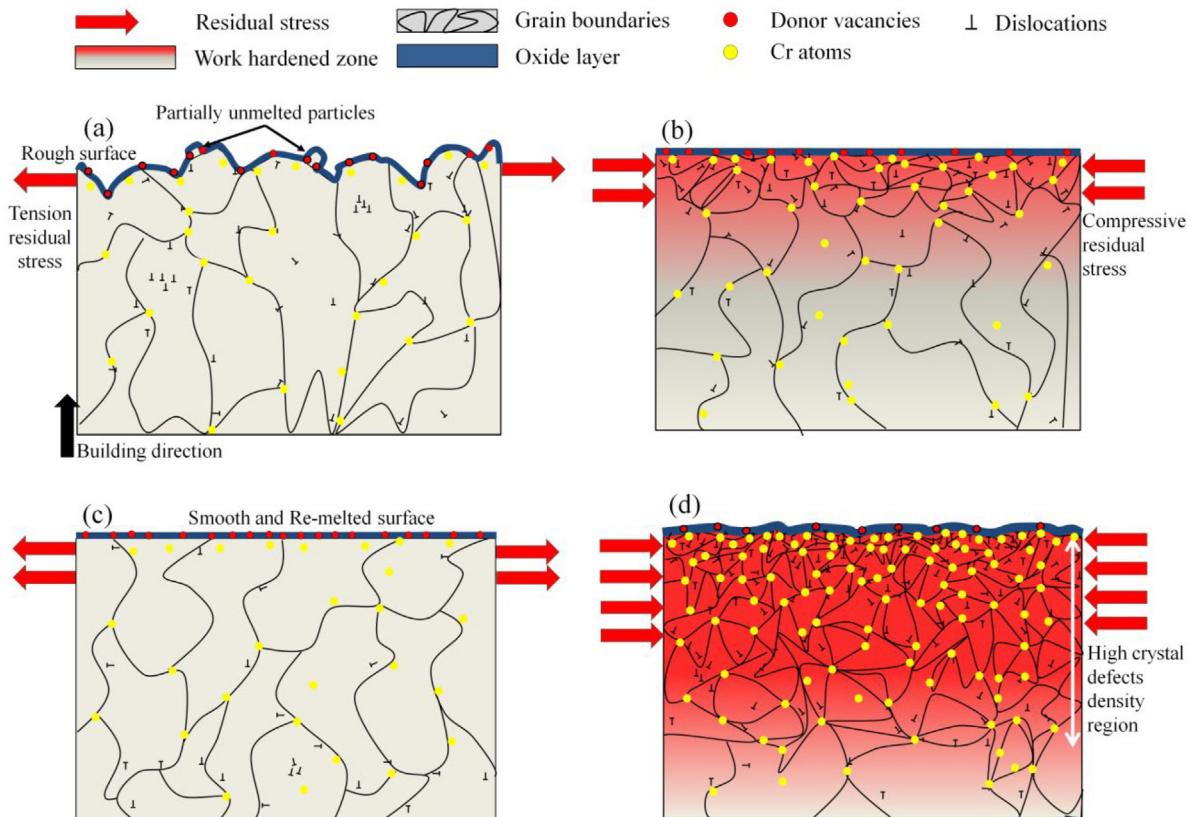 Residual stress
Grain boundaries
Donor vacancies
Dislocations
Work hardened zone
Oxide layer
Cr atoms
Partially unmelted particles
(a)
(b)
Rough surface
Tension
residual
stress
Compressive
residual
stress
Building direction
(c)
Smooth and Re-melted surface
(d)
High crystal
defects
density
region